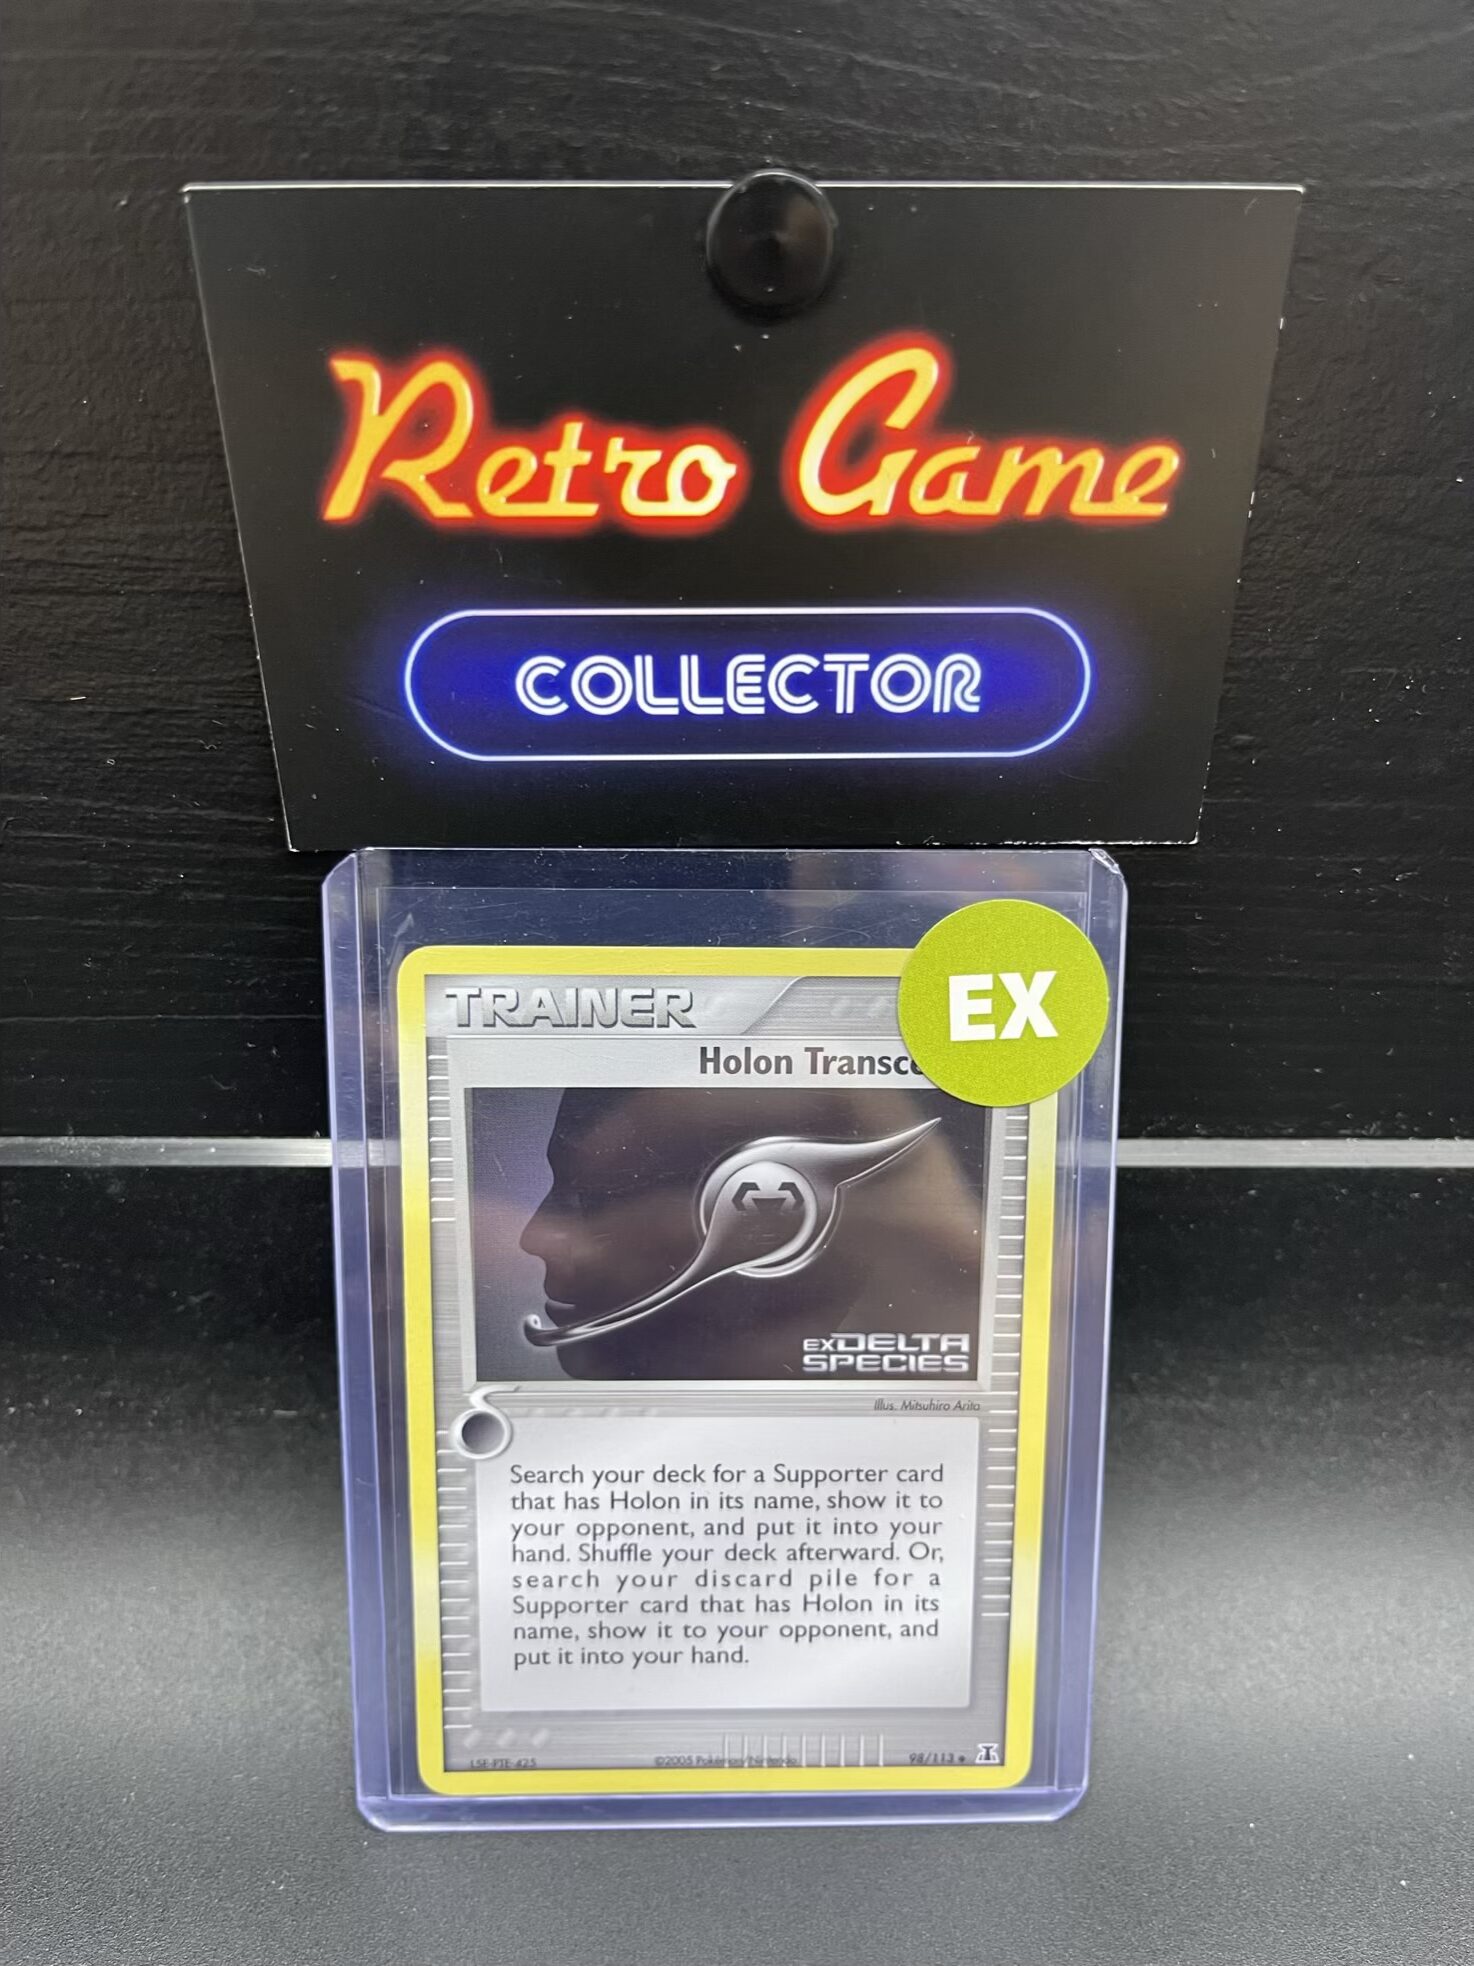 Retro Game
COLLECTOR
EX
TRAINER
Holon Transce
EXDELTA
SPECIES
Illus. Mitsuhiro Arita
Search your deck for a Supporter card
that has Holon in its name, show it to
your opponent, and put it into your
hand. Shuffle your deck afterward. Or,
search your discard pile for a
Supporter card that has Holon in its
name, show it to your opponent, and
put it into your hand.
©2005 Pokémon/Nintendo
98/113